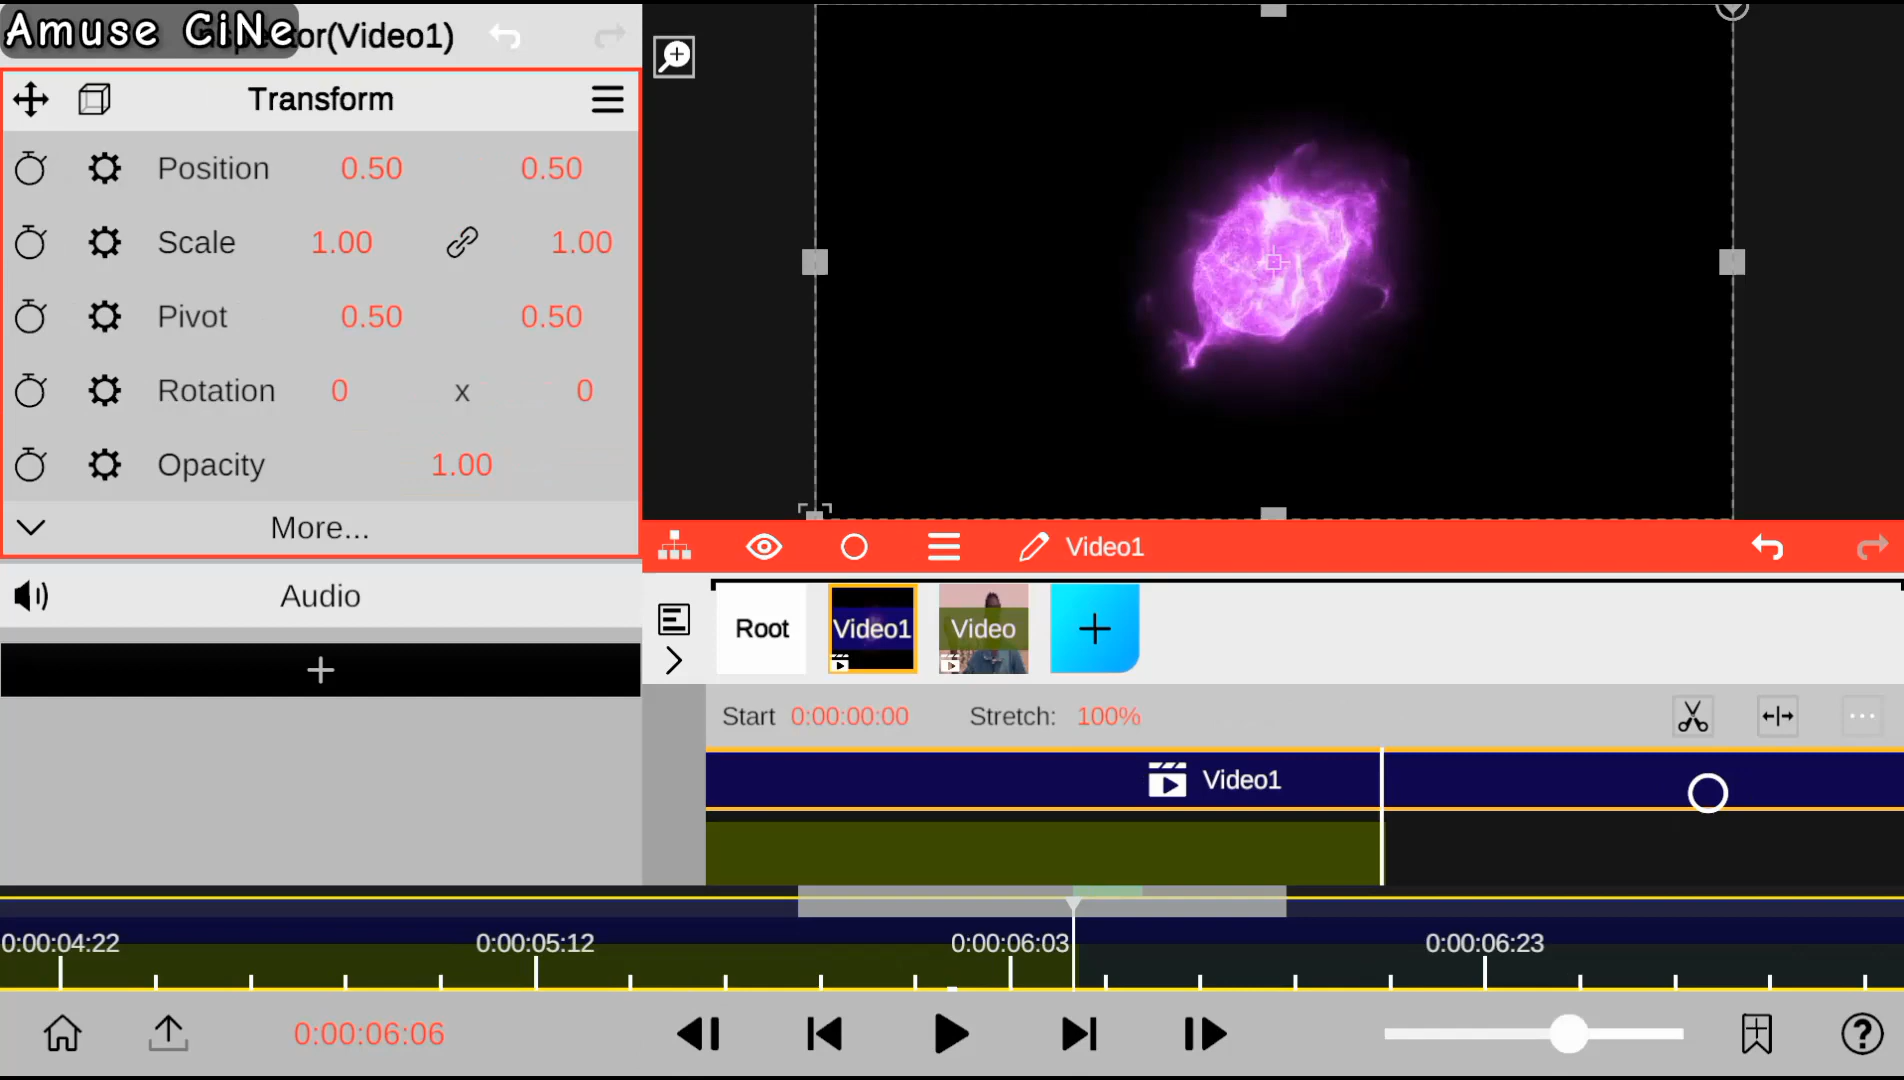 Amuse CiNe
tor(Video1)
Transform
Position 0.50 0.50
Scale 1.00 1.00
Pivot 0.50 0.50
Rotation 0 x 0
Opacity 1.00
More...
Audio
Video1
Root Video1 Video
Start 0:00:00:00 Stretch: 100%
Video1
0:00:04:22 0:00:05:12 0:00:06:03 0:00:06:23
0:00:06:06